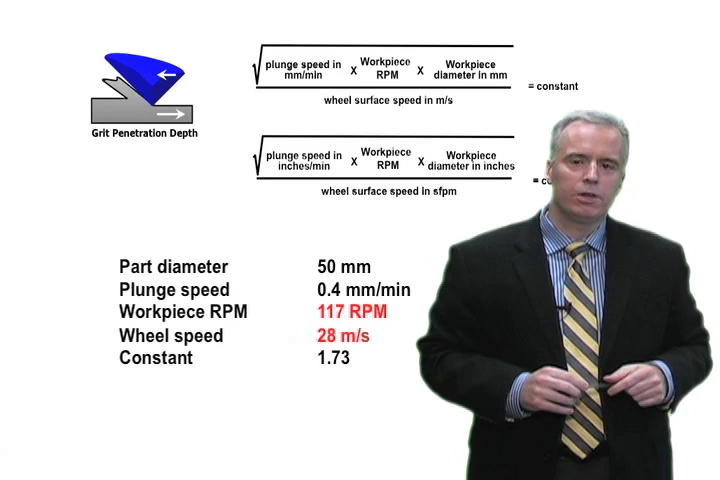 plunge speed in
mm/min
X
Workpiece
RPM
X
Workpiece
diameter in mm
wheel surface speed in m/s
= constant
Grit Penetration Depth
plunge speed in
inches/min
X
Workpiece
RPM
X
Workpiece
diameter in inches
wheel surface speed in sfpm
=
Part diameter 50 mm
Plunge speed 0.4 mm/min
Workpiece RPM 117 RPM
Wheel speed 28 m/s
Constant 1.73